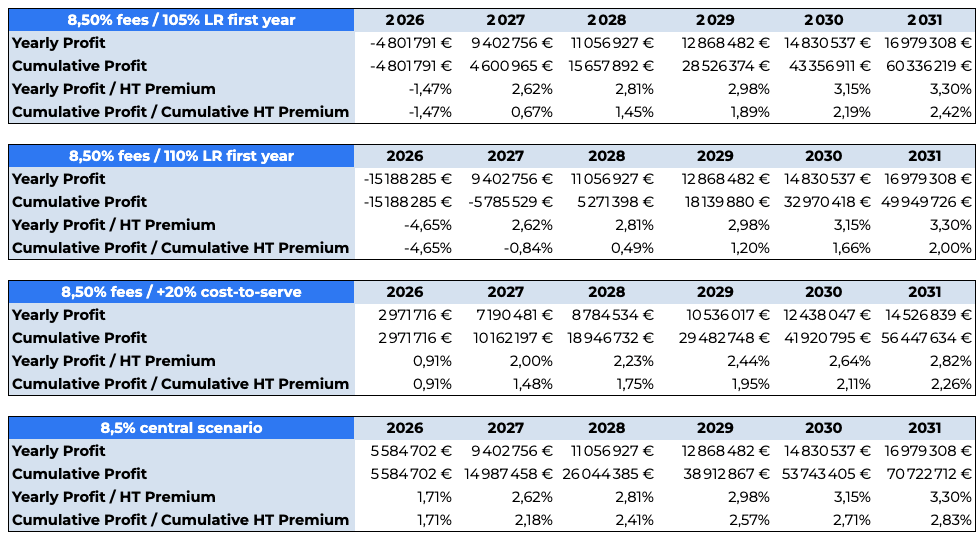 8,50% fees / 105% LR first year 2026 2027 2028 2029 2030 2031
Yearly Profit -4 801 791 € 9 402 756 € 11 056 927 € 12 868 482 € 14 830 537 € 16 979 308 €
Cumulative Profit -4 801 791 € 4 600 965 € 15 657 892 € 28 526 374 € 43 356 911 € 60 336 219 €
Yearly Profit / HT Premium -1,47% 2,62% 2,81% 2,98% 3,15% 3,30%
Cumulative Profit / Cumulative HT Premium -1,47% 0,67% 1,45% 1,89% 2,19% 2,42%
8,50% fees / 110% LR first year 2026 2027 2028 2029 2030 2031
Yearly Profit -15 188 285 € 9 402 756 € 11 056 927 € 12 868 482 € 14 830 537 € 16 979 308 €
Cumulative Profit -15 188 285 € -5 785 529 € 5 271 398 € 18 139 880 € 32 970 418 € 49 949 726 €
Yearly Profit / HT Premium -4,65% 2,62% 2,81% 2,98% 3,15% 3,30%
Cumulative Profit / Cumulative HT Premium -4,65% -0,84% 0,49% 1,20% 1,66% 2,00%
8,50% fees / +20% cost-to-serve 2026 2027 2028 2029 2030 2031
Yearly Profit 2 971 716 € 7 190 481 € 8 784 534 € 10 536 017 € 12 438 047 € 14 526 839 €
Cumulative Profit 2 971 716 € 10 162 197 € 18 946 732 € 29 482 748 € 41 920 795 € 56 447 634 €
Yearly Profit / HT Premium 0,91% 2,00% 2,23% 2,44% 2,64% 2,82%
Cumulative Profit / Cumulative HT Premium 0,91% 1,48% 1,75% 1,95% 2,11% 2,26%
8,5% central scenario 2026 2027 2028 2029 2030 2031
Yearly Profit 5 584 702 € 9 402 756 € 11 056 927 € 12 868 482 € 14 830 537 € 16 979 308 €
Cumulative Profit 5 584 702 € 14 987 458 € 26 044 385 € 38 912 867 € 53 743 405 € 70 722 712 €
Yearly Profit / HT Premium 1,71% 2,62% 2,81% 2,98% 3,15% 3,30%
Cumulative Profit / Cumulative HT Premium 1,71% 2,18% 2,41% 2,57% 2,71% 2,83%